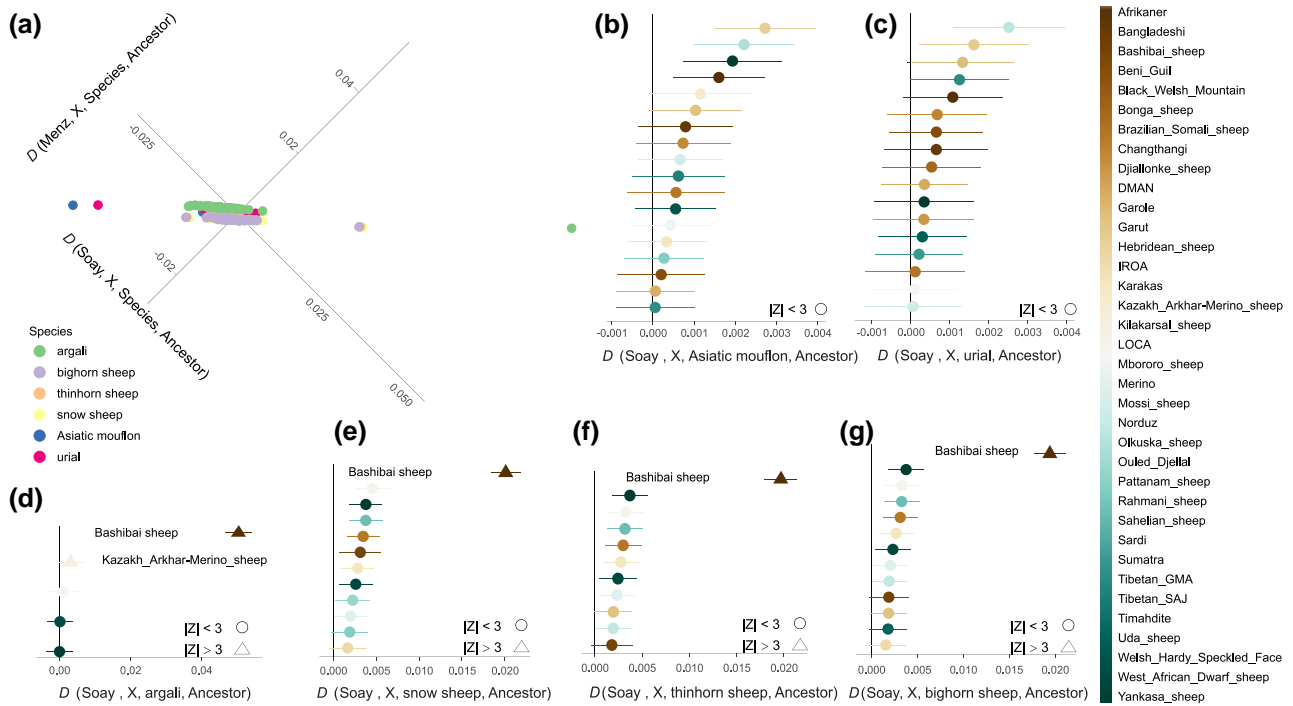 (a)
D (Menz, X, Species, Ancestor)
-0.025
0.04
0.02
-0.02
0.025
0.050
D (Soay, X, Species, Ancestor)
Species
argali
bighorn sheep
thinhorn sheep
snow sheep
Asiatic mouflon
urial
(b)
|Z| < 3
-0.001 0.000 0.001 0.002 0.003 0.004
D (Soay , X, Asiatic mouflon, Ancestor)
(c)
|Z| < 3
-0.001 0.000 0.001 0.002 0.003 0.004
D (Soay , X, urial, Ancestor)
(d)
Bashibai sheep
Kazakh_Arkhar-Merino_sheep
|Z| < 3
|Z| > 3
0 0,00 0.04
D (Soay , X, argali, Ancestor)
(e)
Bashibai sheep
|Z| < 3
|Z| > 3
0.000 0.005 0.010 0.015 0.020
D (Soay , X, snow sheep, Ancestor)
(f)
Bashibai sheep
|Z| < 3
|Z| > 3
0.000 0.005 0.010 0.015 0.020
D (Soay , X, thinhorn sheep, Ancestor)
(g)
Bashibai sheep
|Z| < 3
|Z| > 3
0.000 0.005 0.010 0.015 0.020
D (Soay, X, bighorn sheep, Ancestor)
Afrikaner
Bangladeshi
Bashibai_sheep
Beni_Guil
Black_Welsh_Mountain
Bonga_sheep
Brazilian_Somali_sheep
Changthangi
Djiallonke_sheep
DMAN
Garole
Garut
Hebridean_sheep
IROA
Karakas
Kazakh_Arkhar-Merino_sheep
Kilakarsal_sheep
LOCA
Mbororo_sheep
Merino
Mossi_sheep
Norduz
Olkuska_sheep
Ouled_Djellal
Pattanam_sheep
Rahmani_sheep
Sahelian_sheep
Sardi
Sumatra
Tibetan_GMA
Tibetan_SAJ
Timahdite
Uda_sheep
Welsh_Hardy_Speckled_Face
West_African_Dwarf_sheep
Yankasa_sheep